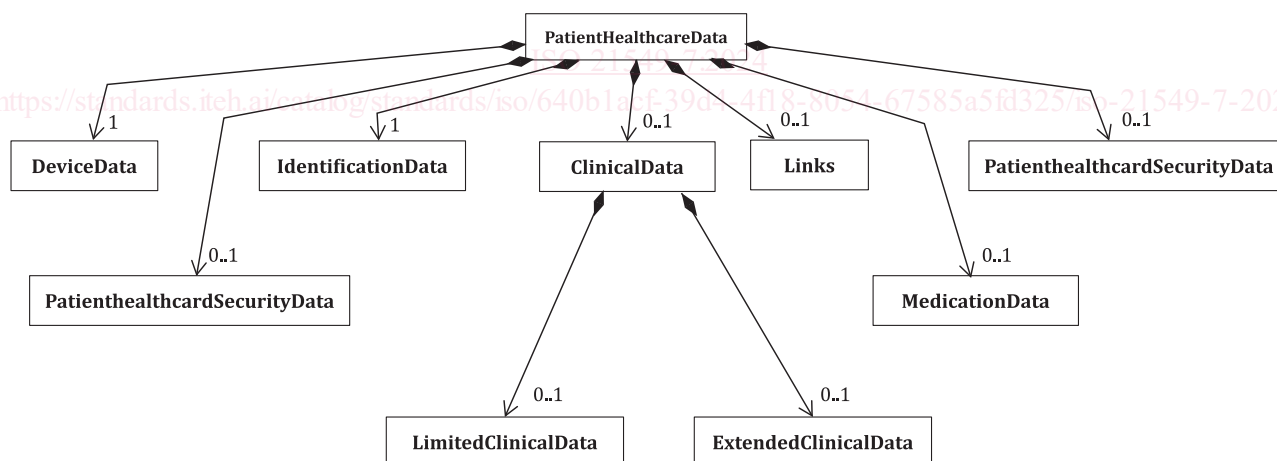 PatientHealthcareData
ISO 21549-7:2024
https://standards.iteh.ai/catalog/standards/iso/640b1acf-39d4-4f18-8054-67585a5fd325/iso-21549-7-202
1
1
0..1
0..1
0..1
DeviceData
IdentificationData
ClinicalData
Links
PatienthealthcardSecurityData
0..1
0..1
PatienthealthcardSecurityData
MedicationData
0..1
0..1
LimitedClinicalData
ExtendedClinicalData